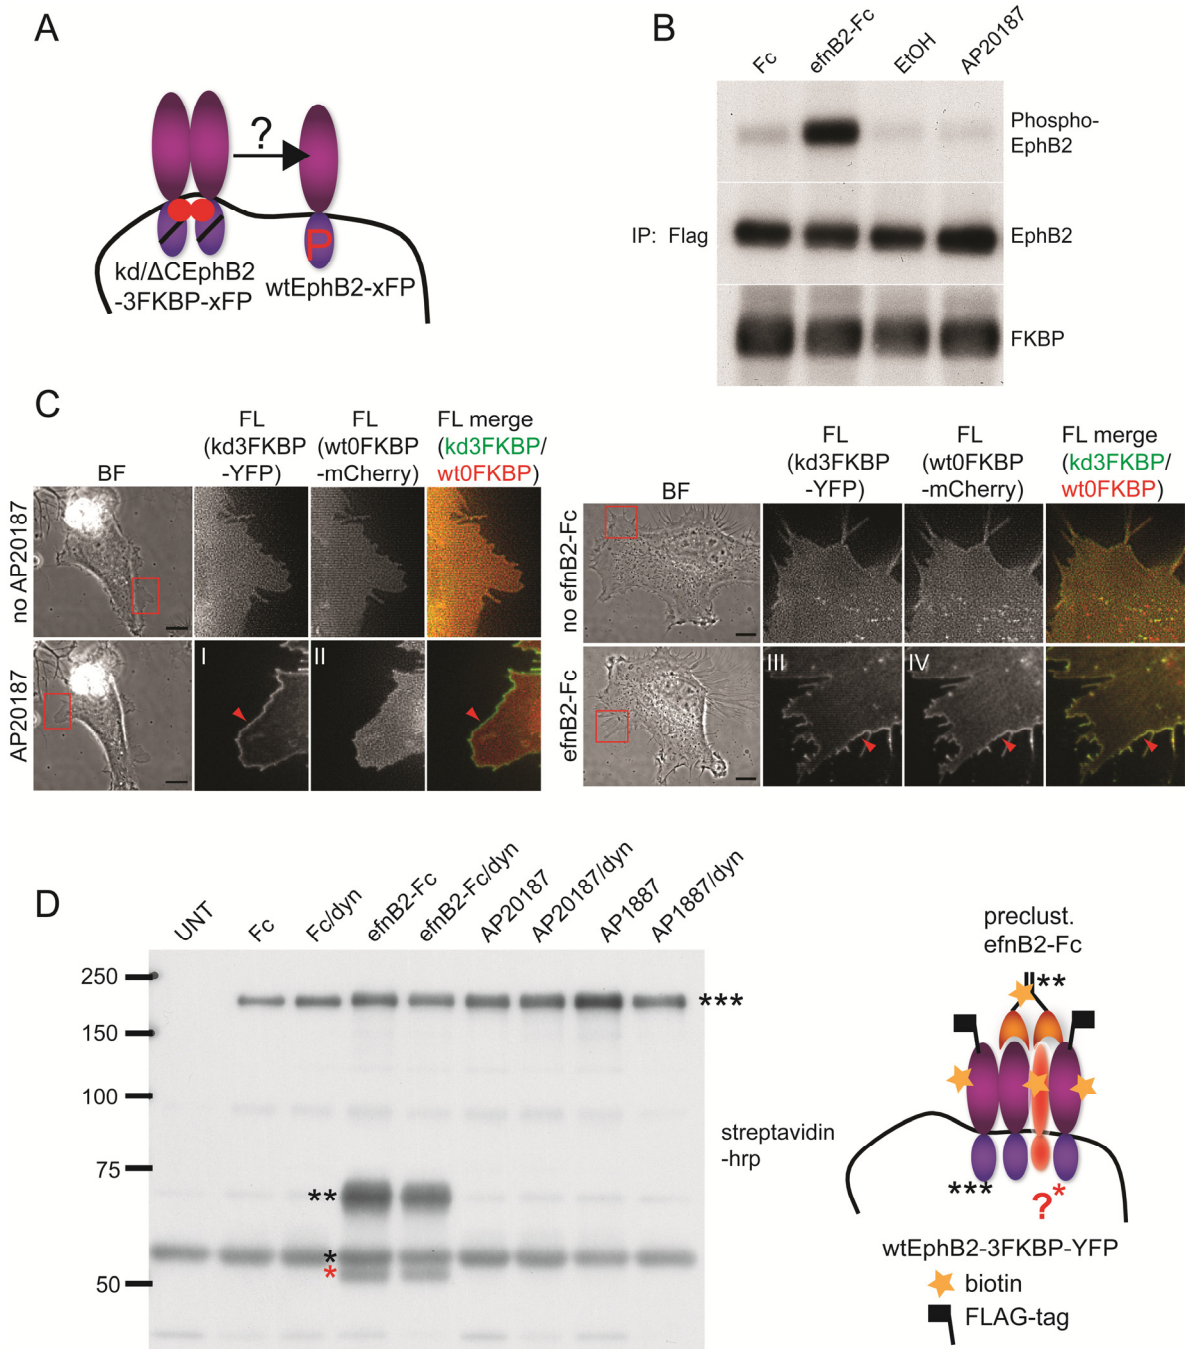 A
?
P
kd/ΔCEphB2
-3FKBP-xFP
wtEphB2-xFP
B
Fc
efnB2-Fc
EtOH
AP20187
Phospho-
EphB2
IP: Flag
EphB2
FKBP
C
BF
FL
(kd3FKBP
-YFP)
FL
(wt0FKBP
-mCherry)
FL merge
(kd3FKBP/
wt0FKBP)
no AP20187
AP20187
I
II
BF
FL
(kd3FKBP
-YFP)
FL
(wt0FKBP
-mCherry)
FL merge
(kd3FKBP/
wt0FKBP)
no efnB2-Fc
efnB2-Fc
III
IV
D
UNT
Fc
Fc/dyn
efnB2-Fc
efnB2-Fc/dyn
AP20187
AP20187/dyn
AP1887
AP1887/dyn
250
150
100
75
50
***
**
*
*
streptavidin
-hrp
preclust.
efnB2-Fc
**
***
?*
wtEphB2-3FKBP-YFP
biotin
FLAG-tag